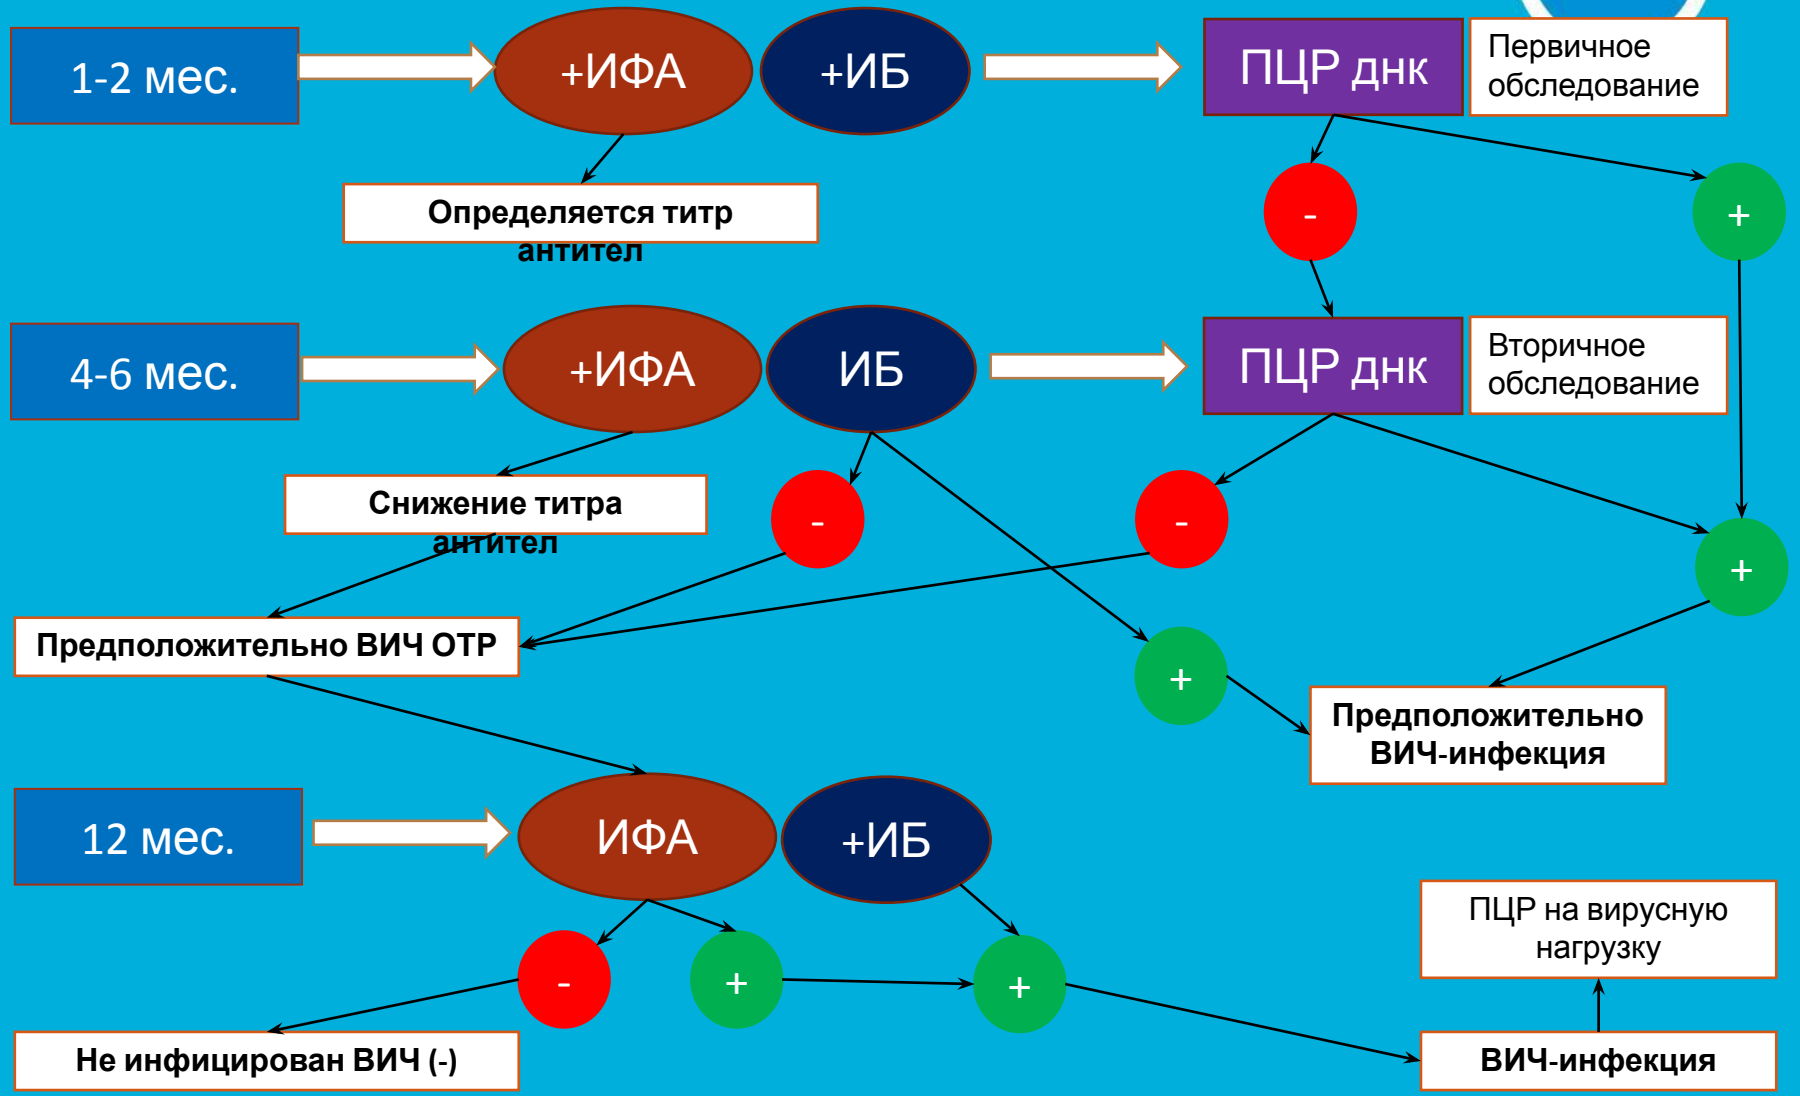 1-2 мес.
+ИФА
+ИБ
ПЦР днк
Первичное
обследование
-
+
Определяется титр
антител
4-6 мес.
+ИФА
ИБ
ПЦР днк
Вторичное
обследование
Снижение титра
антител
-
-
+
Предположительно ВИЧ ОТР
+
Предположительно
ВИЧ-инфекция
12 мес.
ИФА
+ИБ
ПЦР на вирусную
нагрузку
-
+
+
Не инфицирован ВИЧ (-)
ВИЧ-инфекция